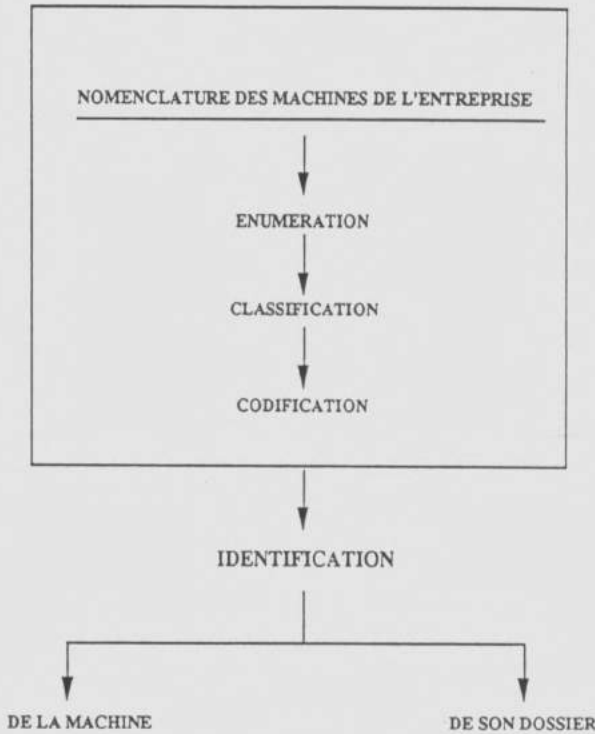 NOMENCLATURE DES MACHINES DE L'ENTREPRISE
ENUMERATION
CLASSIFICATION
CODIFICATION
IDENTIFICATION
DE LA MACHINE
DE SON DOSSIER